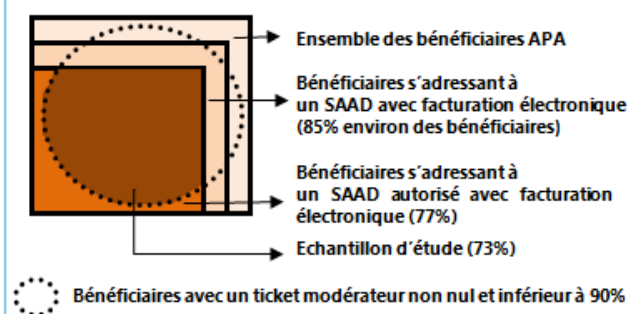 Ensemble des bénéficiaires APA
Bénéficiaires s'adressant à
un SAAD avec facturation électronique
(85% environ des bénéficiaires)
Bénéficiaires s'adressant à
un SAAD autorisé avec facturation
électronique (77%)
Echantillon d'étude (73%)
Bénéficiaires avec un ticket modérateur non nul et inférieur à 90%